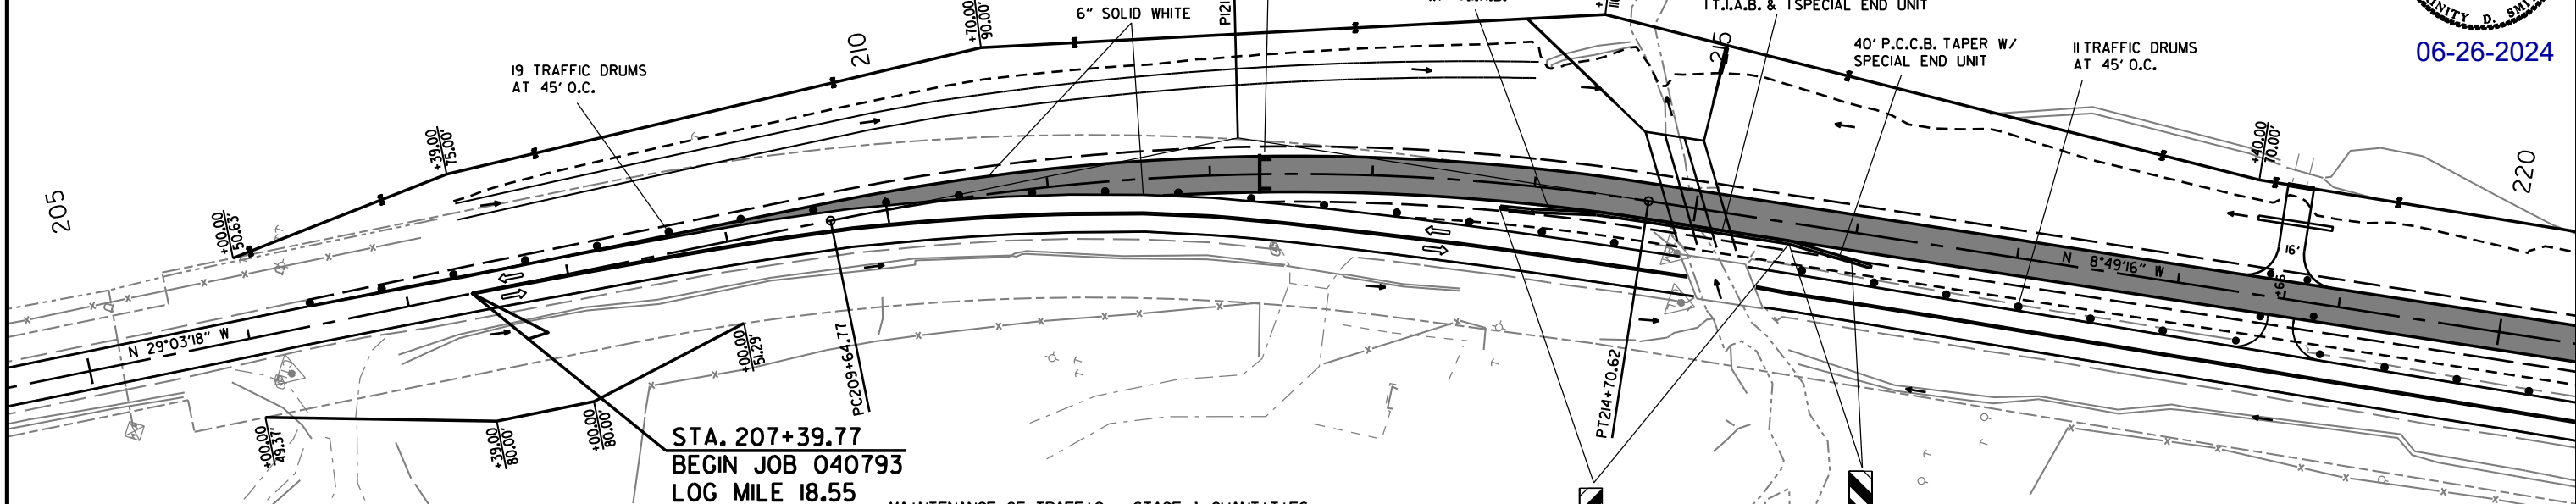 6" SOLID WHITE
+70.00
90.00'
210
19 TRAFFIC DRUMS
AT 45' O.C.
1 T.I.A.B. & 1 SPECIAL END UNIT
215
40' P.C.C.B. TAPER W/
SPECIAL END UNIT
11 TRAFFIC DRUMS
AT 45' O.C.
INITY D. SMI
06-26-2024
+39.00
75.00'
+40.00
70.00'
220
205
+00.00
50.63'
16'
N 8°49'16" W
N 29°03'18" W
+00.00
51.29'
PC209+64.77
PT214+70.62
+00.00
49.37'
+39.00
80.00'
+00.00
80.00'
STA. 207+39.77
BEGIN JOB 040793
LOG MILE 18.55